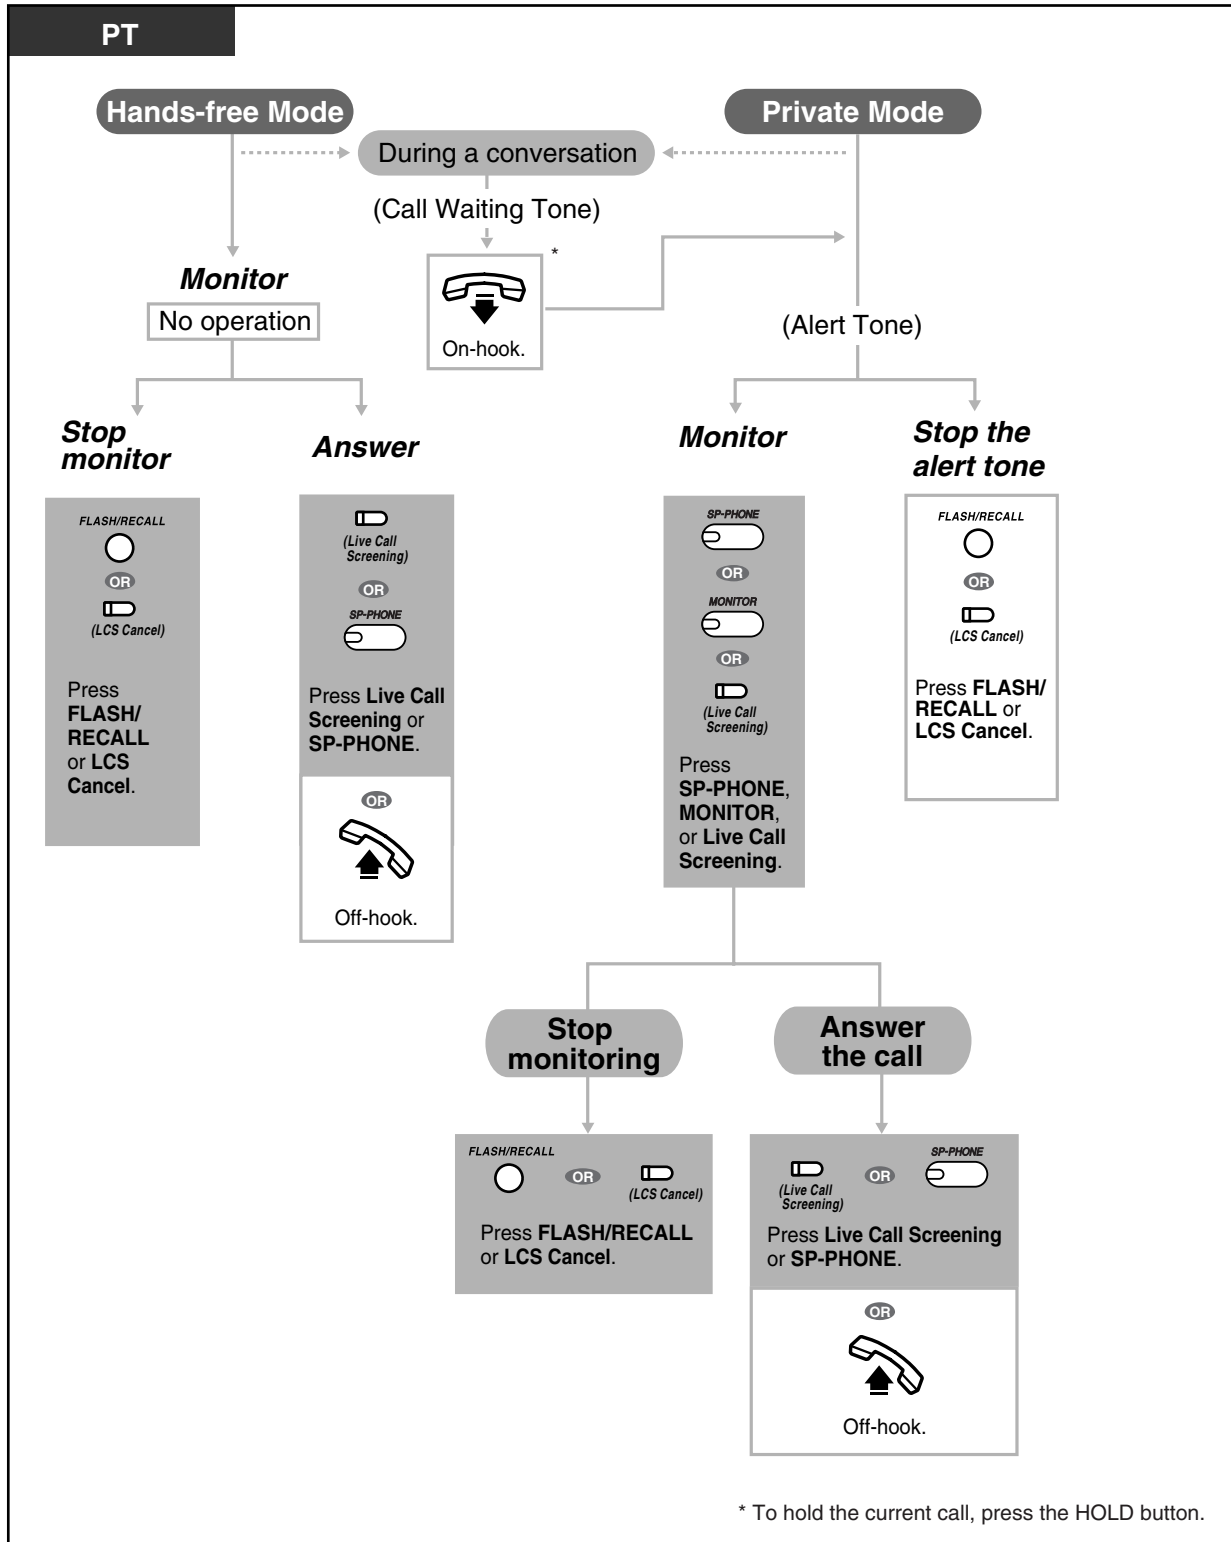 PT
Hands-free Mode
Private Mode
During a conversation
(Call Waiting Tone)
*
On-hook.
Monitor
No operation
(Alert Tone)
Stop
monitor
FLASH/RECALL
OR
(LCS Cancel)
Press
FLASH/
RECALL
or LCS
Cancel.
Answer
(Live Call
Screening)
OR
SP-PHONE
Press Live Call
Screening or
SP-PHONE.
OR
Off-hook.
Monitor
SP-PHONE
OR
MONITOR
OR
(Live Call
Screening)
Press
SP-PHONE,
MONITOR,
or Live Call
Screening.
Stop the
alert tone
FLASH/RECALL
OR
(LCS Cancel)
Press FLASH/
RECALL or
LCS Cancel.
Stop
monitoring
FLASH/RECALL
OR
(LCS Cancel)
Press FLASH/RECALL
or LCS Cancel.
Answer
the call
(Live Call
Screening)
OR
SP-PHONE
Press Live Call Screening
or SP-PHONE.
OR
Off-hook.
* To hold the current call, press the HOLD button.